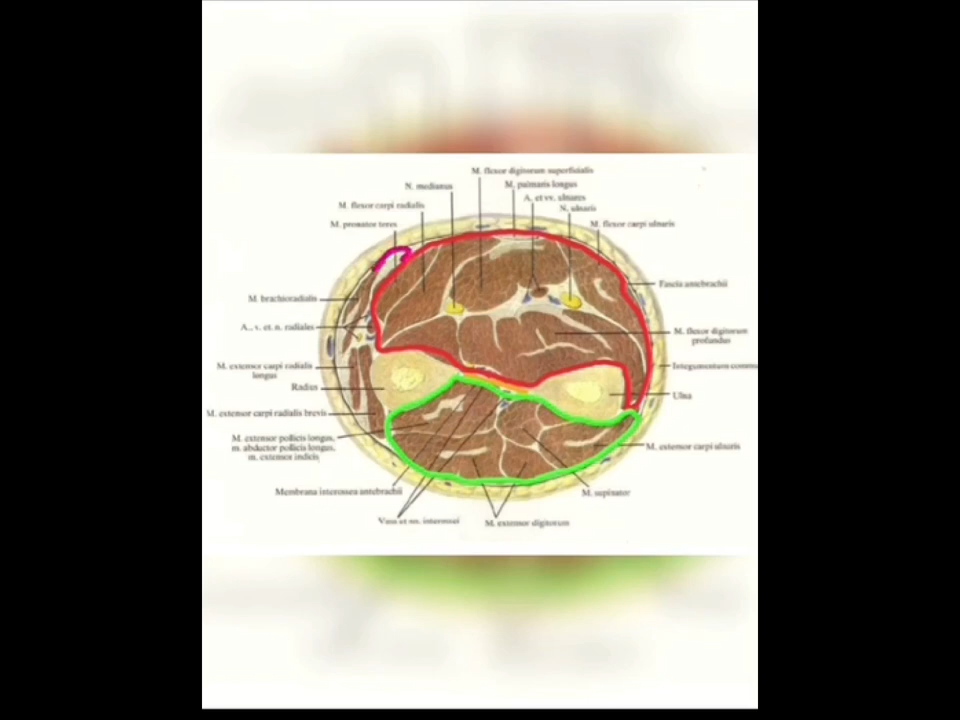 M. flexor digitorum superficialis
N. medianus
M. palmaris longus
A. et vv. ulnares
M. flexor carpi radialis
N. ulnaris
M. pronator teres
M. flexor carpi ulnaris
Fascia antebrachii
M. brachioradialis
A., v. et. n. radiales
M. flexor digitorum
profundus
M. extensor carpi radialis
longus
Integumentum commu
Radius
Ulna
M. extensor carpi radialis brevis
M. extensor pollicis longus,
m. abductor pollicis longus,
m. extensor indicis
M. extensor carpi ulnaris
Membrana interossea antebrachii
M. supinator
Vasa et nn. interossei
M. extensor digitorum